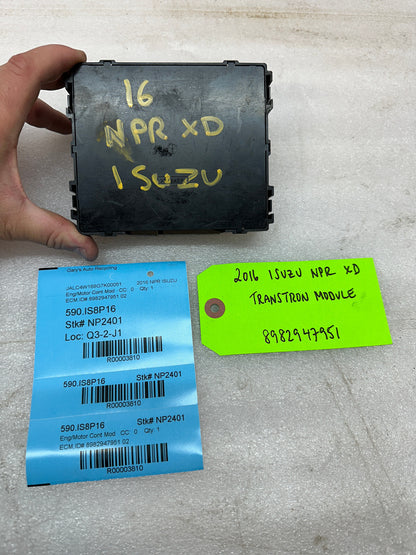 16
NPR XD
ISUZU
Gary's Auto Recycling
2016 NPR ISUZU
Eng/Motor Cont Mod CC: 0 Qty: 1
ECM ID# 8982947951 02
590.IS8P16
Stk# NP2401
Loc: Q3-2-J1
R00003810
590.IS8P16 Stk# NP2401
R00003810
590.IS8P16 Stk# NP2401
Eng/Motor Cont Mod CC: 0 Qty: 1
ECM ID# 8982947951 02
R00003810
2016 ISUZU NPR XD
TRANSTRON MODULE
8982947951